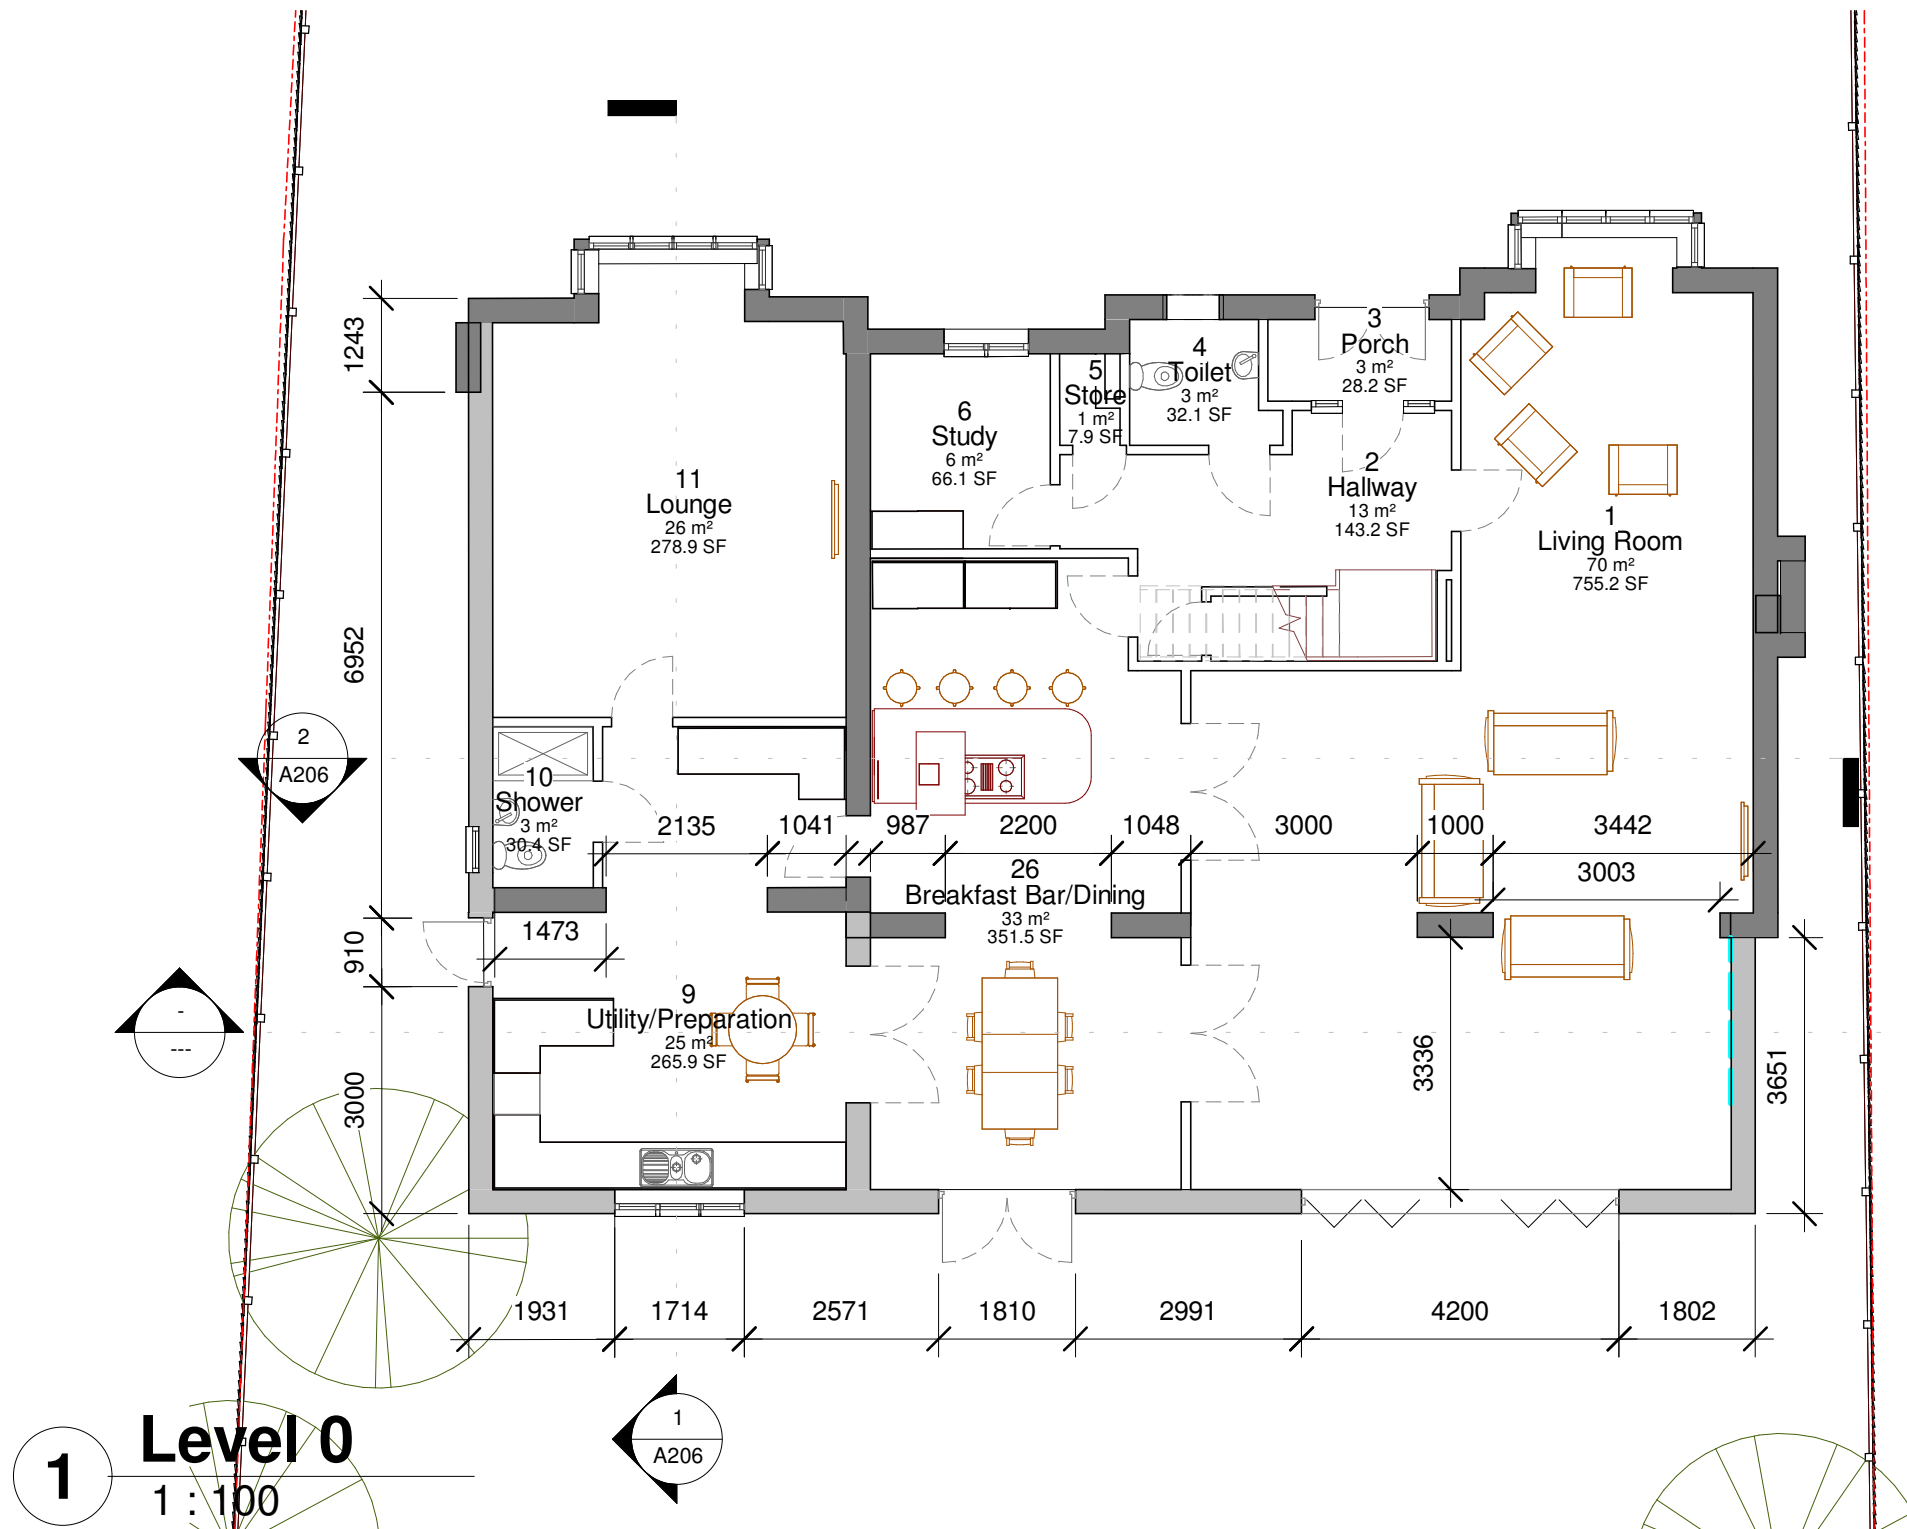 1243
6952
910
3000
11
Lounge
26 m²
278.9 SF
6
Study
6 m²
66.1 SF
5
Store
1 m²
7.9 SF
4
Toilet
3 m²
32.1 SF
3
Porch
3 m²
28.2 SF
2
Hallway
13 m²
143.2 SF
1
Living Room
70 m²
755.2 SF
2
A206
10
Shower
3 m²
30.4 SF
2135
1041
987
2200
1048
3000
1000
3442
3003
26
Breakfast Bar/Dining
33 m²
351.5 SF
1473
9
Utility/Preparation
25 m²
265.9 SF
-
---
3336
3651
1931
1714
2571
1810
2991
4200
1802
1
A206
1
Level 0
1 : 100